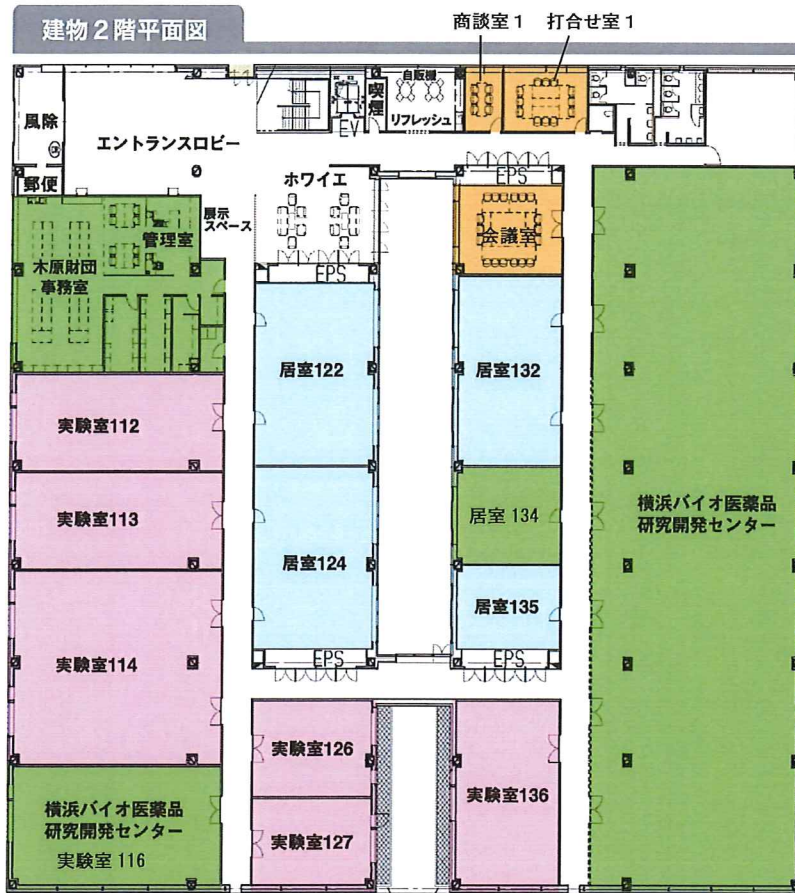 建物2階平面図
商談室1
打合せ室1
風除
エントランスロビー
EV
喫煙
自販機
リフレッシュ
郵便
ホワイエ
EPS
展示
スペース
管理室
会議室
木原財団
事務室
EPS
居室122
居室132
実験室112
居室 134
横浜バイオ医薬品
研究開発センター
実験室113
居室124
居室135
実験室114
EPS
EPS
実験室126
実験室136
横浜バイオ医薬品
研究開発センター
実験室 116
実験室127